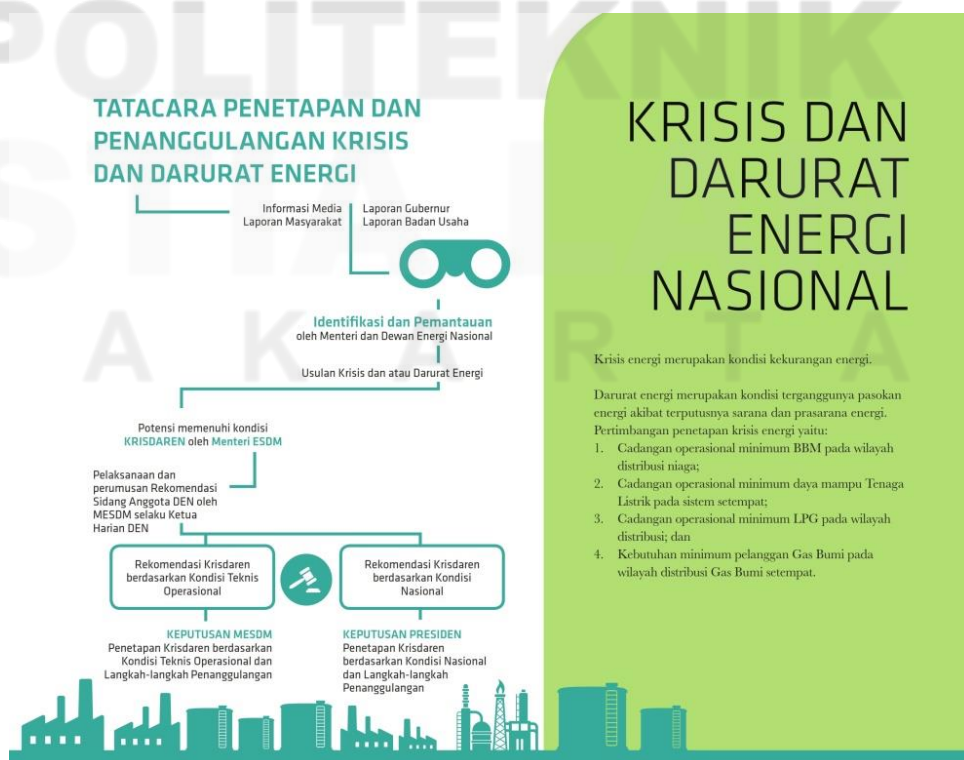 POLITEKNIK
STIALAN
JAKARTA
TATACARA PENETAPAN DAN
PENANGGULANGAN KRISIS
DAN DARURAT ENERGI
Informasi Media
Laporan Masyarakat
Laporan Gubernur
Laporan Badan Usaha
Identifikasi dan Pemantauan
oleh Menteri dan Dewan Energi Nasional
Usulan Krisis dan atau Darurat Energi
Potensi memenuhi kondisi
KRISDAREN oleh Menteri ESDM
Pelaksanaan dan
perumusan Rekomendasi
Sidang Anggota DEN oleh
MESDM selaku Ketua
Harian DEN
Rekomendasi Krisdaren
berdasarkan Kondisi Teknis
Operasional
Rekomendasi Krisdaren
berdasarkan Kondisi
Nasional
KEPUTUSAN MESDM
Penetapan Krisdaren berdasarkan
Kondisi Teknis Operasional dan
Langkah-langkah Penanggulangan
KEPUTUSAN PRESIDEN
Penetapan Krisdaren
berdasarkan Kondisi Nasional
dan Langkah-langkah
Penanggulangan
KRISIS DAN
DARURAT
ENERGI
NASIONAL
Krisis energi merupakan kondisi kekurangan energi.
Darurat energi merupakan kondisi terganggunya pasokan
energi akibat terputusnya sarana dan prasarana energi.
Pertimbangan penetapan krisis energi yaitu:
1. Cadangan operasional minimum BBM pada wilayah
distribusi niaga;
2. Cadangan operasional minimum daya mampu Tenaga
Listrik pada sistem setempat;
3. Cadangan operasional minimum LPG pada wilayah
distribusi; dan
4. Kebutuhan minimum pelanggan Gas Bumi pada
wilayah distribusi Gas Bumi setempat.